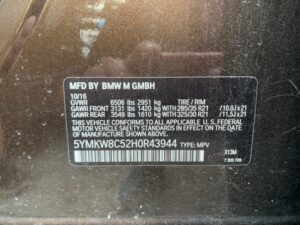 MFD BY BMW M GMBH
10/16
GVWR 6506 lbs 2951 kg TIRE / RIM
GAWR FRONT 3131 lbs 1420 kg 285/35 R21 /10.0J x 21
GAWR REAR 3549 lbs 1610 kg 325/30 R21 /11.5J x 21
THIS VEHICLE CONFORMS TO ALL APPLICABLE U. S. FEDERAL
MOTOR VEHICLE SAFETY STANDARDS IN EFFECT ON THE DATE
OF MANUFACTURE SHOWN ABOVE.
5YMKW8C52H0R43944 TYPE: MPV
X13M